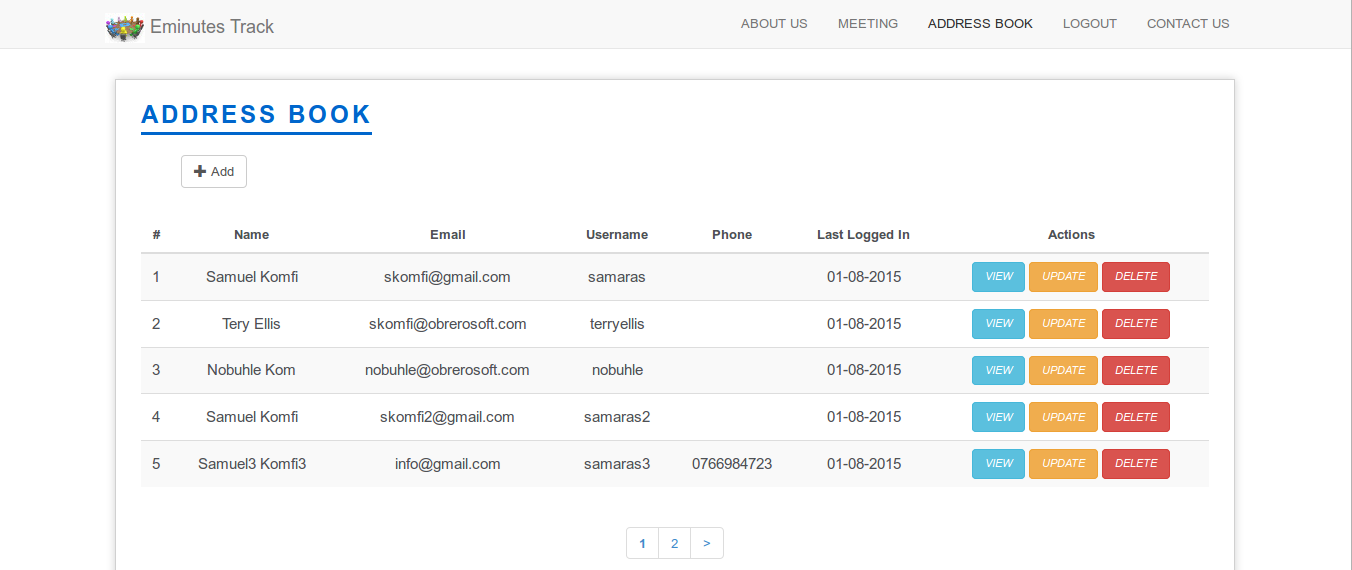 Eminutes Track ABOUT US MEETING ADDRESS BOOK LOGOUT CONTACT US
ADDRESS BOOK
Add
# Name Email Username Phone Last Logged In Actions
1 Samuel Komfi skomfi@gmail.com samaras 01-08-2015 VIEW UPDATE DELETE
2 Tery Ellis skomfi@obrerosoft.com terryellis 01-08-2015 VIEW UPDATE DELETE
3 Nobuhle Kom nobuhle@obrerosoft.com nobuhle 01-08-2015 VIEW UPDATE DELETE
4 Samuel Komfi skomfi2@gmail.com samaras2 01-08-2015 VIEW UPDATE DELETE
5 Samuel3 Komfi3 info@gmail.com samaras3 0766984723 01-08-2015 VIEW UPDATE DELETE
1 2 >